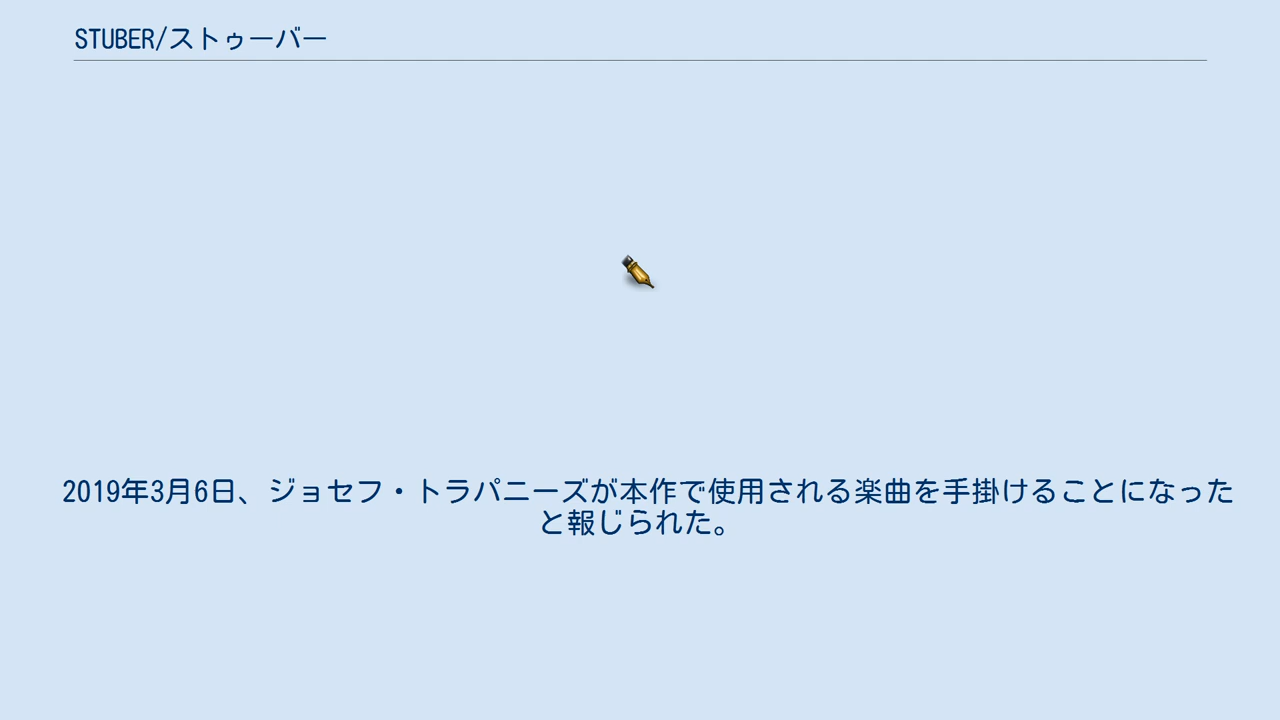 STUBER/ストゥーバー
2019年3月6日、ジョセフ・トラパニーズが本作で使用される楽曲を手掛けることになった
と報じられた。